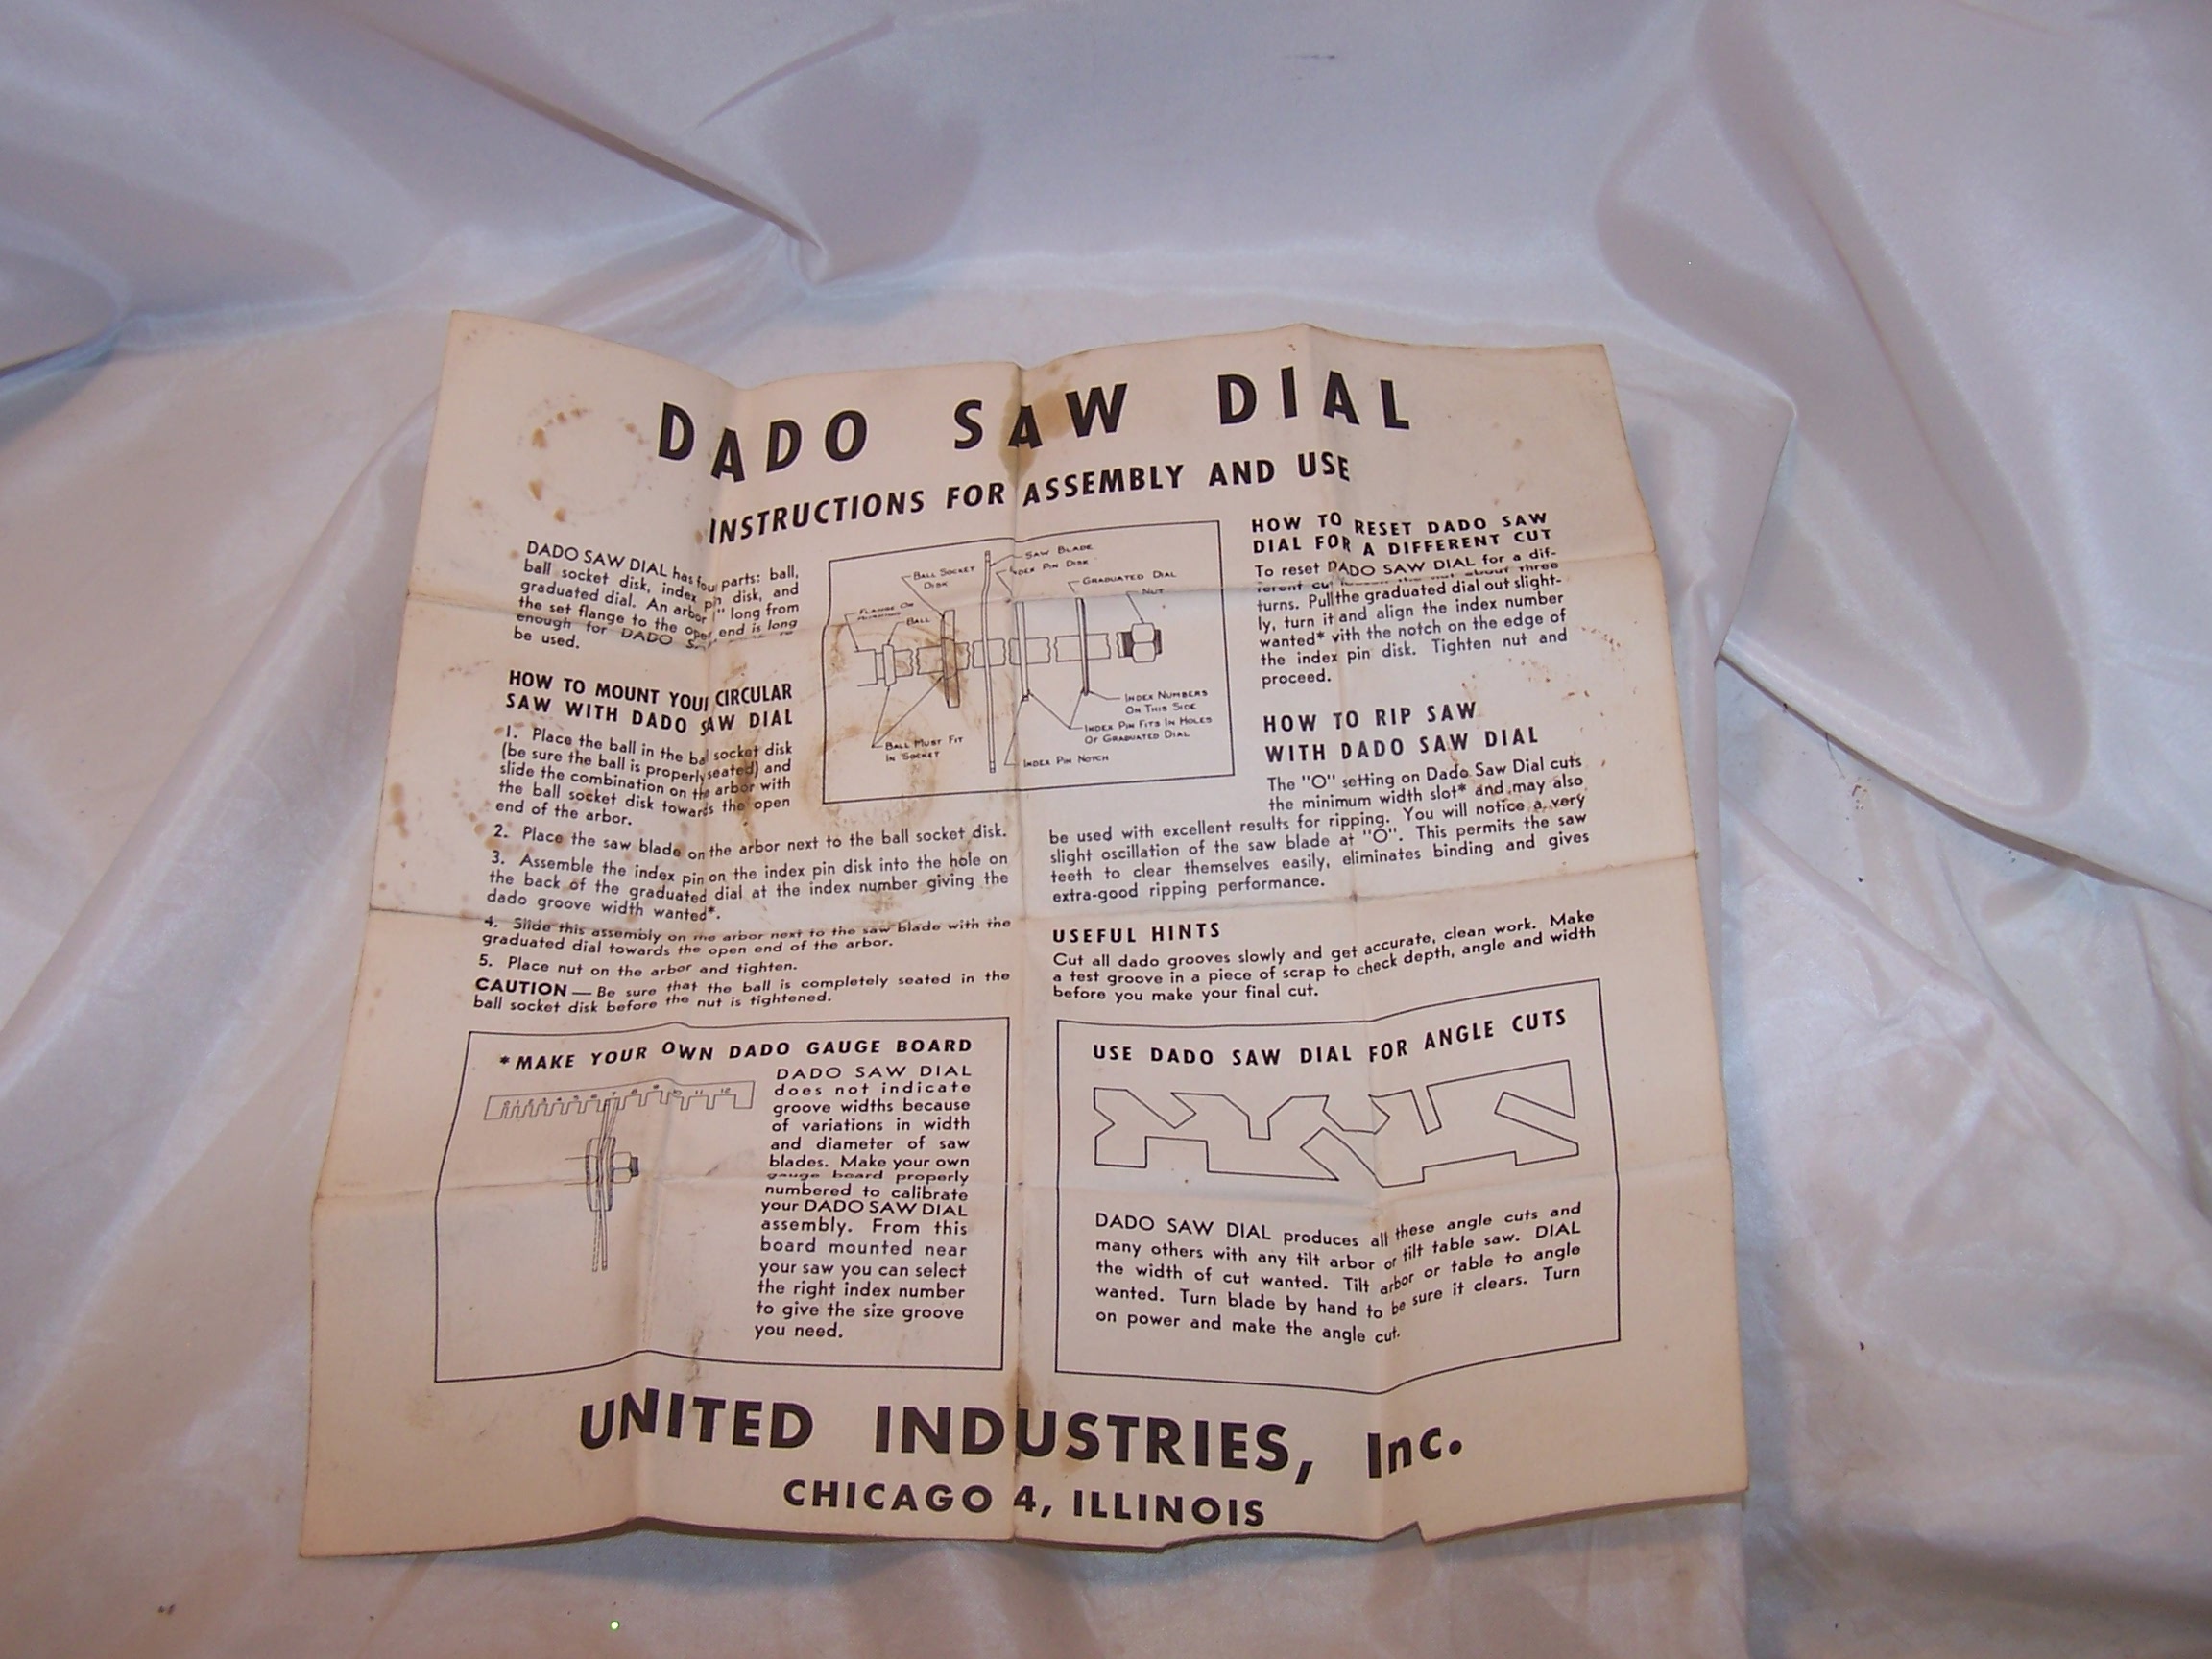 DADO SAW DIAL
INSTRUCTIONS FOR ASSEMBLY AND USE
DADO SAW DIAL has four parts: ball,
ball socket disk, index pin disk, and
graduated dial. An arbor 1" long from
the set flange to the open end is long
enough for DADO
be used.
HOW TO MOUNT YOUR CIRCULAR
SAW WITH DADO SAW DIAL
1. Place the ball in the ball socket disk
(be sure the ball is properly seated) and
slide the combination on the arbor with
the ball socket disk towards the open
end of the arbor.
2. Place the saw blade on the arbor next to the ball socket disk.
3. Assemble the index pin on the index pin disk into the hole on
the back of the graduated dial at the index number giving the
dado groove width wanted*.
4. Slide this assembly on the arbor next to the saw blade with the
graduated dial towards the open end of the arbor.
5. Place nut on the arbor and tighten.
CAUTION — Be sure that the ball is completely seated in the
ball socket disk before the nut is tightened.
SAW BLADE
INDEX PIN DISK
BALL SOCKET
DISK
GRADUATED DIAL
NUT
FLANGE OR
BALL
INDEX NUMBERS
ON THIS SIDE
INDEX PIN FITS IN HOLES
OF GRADUATED DIAL
BALL MUST FIT
IN SOCKET
INDEX PIN NOTCH
HOW TO RESET DADO SAW
DIAL FOR A DIFFERENT CUT
To reset DADO SAW DIAL for a dif-
ferent cut loosen the nut about three
turns. Pull the graduated dial out slight-
ly, turn it and align the index number
wanted* with the notch on the edge of
the index pin disk. Tighten nut and
proceed.
HOW TO RIP SAW
WITH DADO SAW DIAL
The "O" setting on Dado Saw Dial cuts
the minimum width slot* and may also
be used with excellent results for ripping. You will notice a very
slight oscillation of the saw blade at "O". This permits the saw
teeth to clear themselves easily, eliminates binding and gives
extra-good ripping performance.
USEFUL HINTS
Cut all dado grooves slowly and get accurate, clean work. Make
a test groove in a piece of scrap to check depth, angle and width
before you make your final cut.
*MAKE YOUR OWN DADO GAUGE BOARD
DADO SAW DIAL
does not indicate
groove widths because
of variations in width
and diameter of saw
blades. Make your own
gauge board properly
numbered to calibrate
your DADO SAW DIAL
assembly. From this
board mounted near
your saw you can select
the right index number
to give the size groove
you need.
USE DADO SAW DIAL FOR ANGLE CUTS
DADO SAW DIAL produces all these angle cuts and
many others with any tilt arbor or tilt table saw. DIAL
the width of cut wanted. Tilt arbor or table to angle
wanted. Turn blade by hand to be sure it clears. Turn
on power and make the angle cut.
UNITED INDUSTRIES, Inc.
CHICAGO 4, ILLINOIS